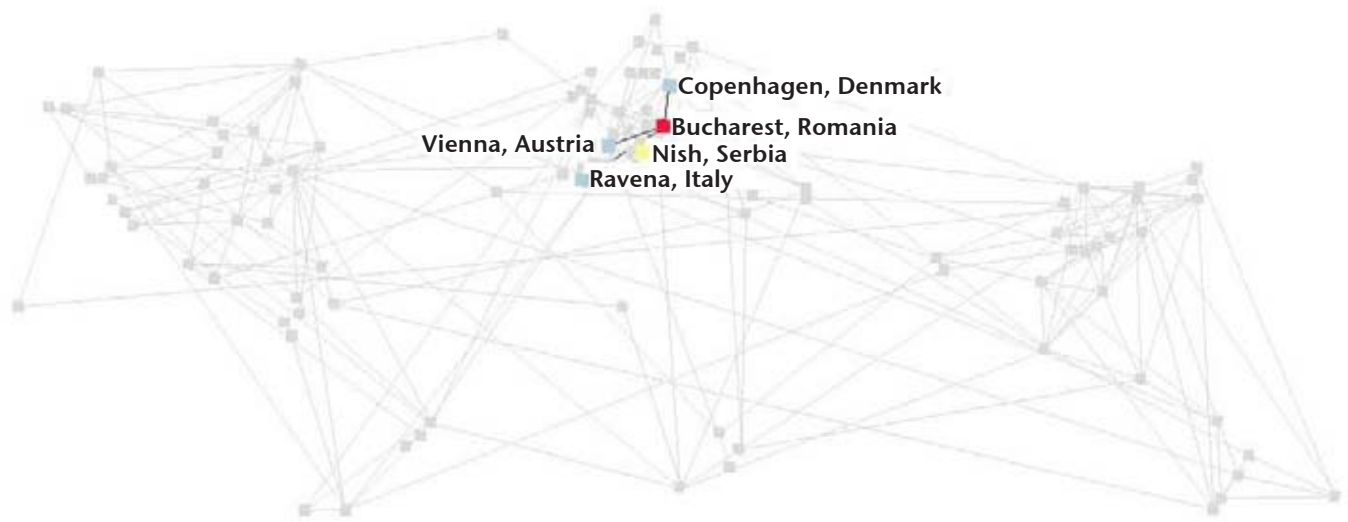 Copenhagen, Denmark
Bucharest, Romania
Vienna, Austria
Nish, Serbia
Ravena, Italy